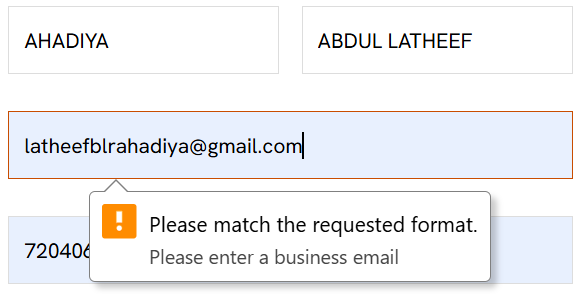 AHADIYA
ABDUL LATHEEF
latheefblrahadiya@gmail.com
Please match the requested format.
Please enter a business email
720406